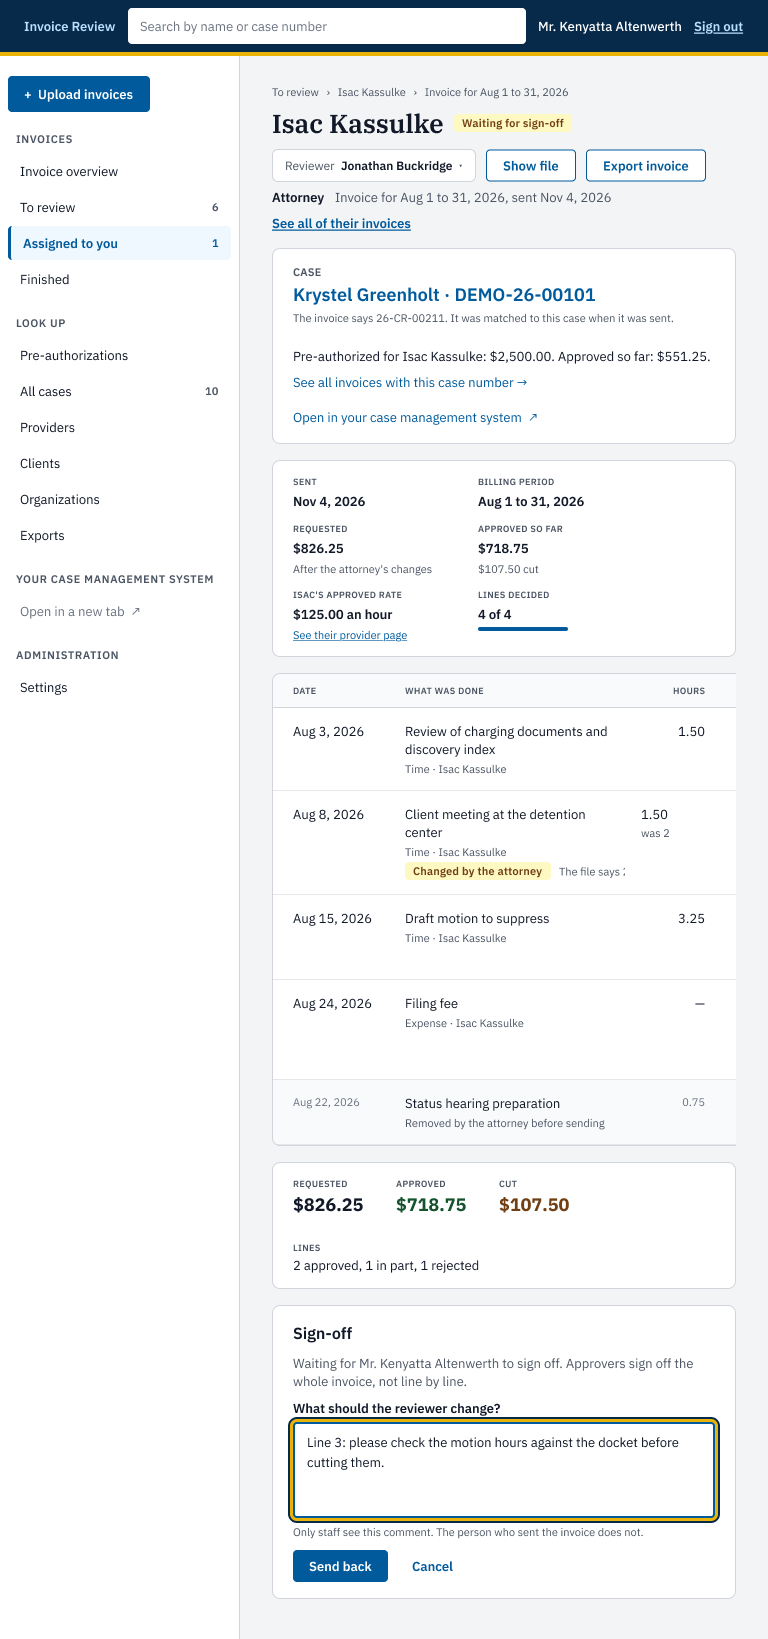 Invoice Review
Search by name or case number
Mr. Kenyatta Altenwerth
Sign out
+ Upload invoices
INVOICES
Invoice overview
To review 6
Assigned to you 1
Finished
LOOK UP
Pre-authorizations
All cases 10
Providers
Clients
Organizations
Exports
YOUR CASE MANAGEMENT SYSTEM
Open in a new tab ↗
ADMINISTRATION
Settings
To review › Isac Kassulke › Invoice for Aug 1 to 31, 2026
Isac Kassulke Waiting for sign-off
Reviewer Jonathan Buckridge ·
Show file
Export invoice
Attorney Invoice for Aug 1 to 31, 2026, sent Nov 4, 2026
See all of their invoices
CASE
Krystel Greenholt · DEMO-26-00101
The invoice says 26-CR-00211. It was matched to this case when it was sent.
Pre-authorized for Isac Kassulke: $2,500.00. Approved so far: $551.25.
See all invoices with this case number →
Open in your case management system ↗
SENT
Nov 4, 2026
BILLING PERIOD
Aug 1 to 31, 2026
REQUESTED
$826.25
After the attorney's changes
APPROVED SO FAR
$718.75
$107.50 cut
ISAC'S APPROVED RATE
$125.00 an hour
See their provider page
LINES DECIDED
4 of 4
DATE WHAT WAS DONE HOURS
Aug 3, 2026 Review of charging documents and 1.50
discovery index
Time · Isac Kassulke
Aug 8, 2026 Client meeting at the detention 1.50
center was 2
Time · Isac Kassulke
Changed by the attorney The file says
Aug 15, 2026 Draft motion to suppress 3.25
Time · Isac Kassulke
Aug 24, 2026 Filing fee —
Expense · Isac Kassulke
Aug 22, 2026 Status hearing preparation 0.75
Removed by the attorney before sending
REQUESTED
$826.25
APPROVED
$718.75
CUT
$107.50
LINES
2 approved, 1 in part, 1 rejected
Sign-off
Waiting for Mr. Kenyatta Altenwerth to sign off. Approvers sign off the
whole invoice, not line by line.
What should the reviewer change?
Line 3: please check the motion hours against the docket before
cutting them.
Only staff see this comment. The person who sent the invoice does not.
Send back
Cancel